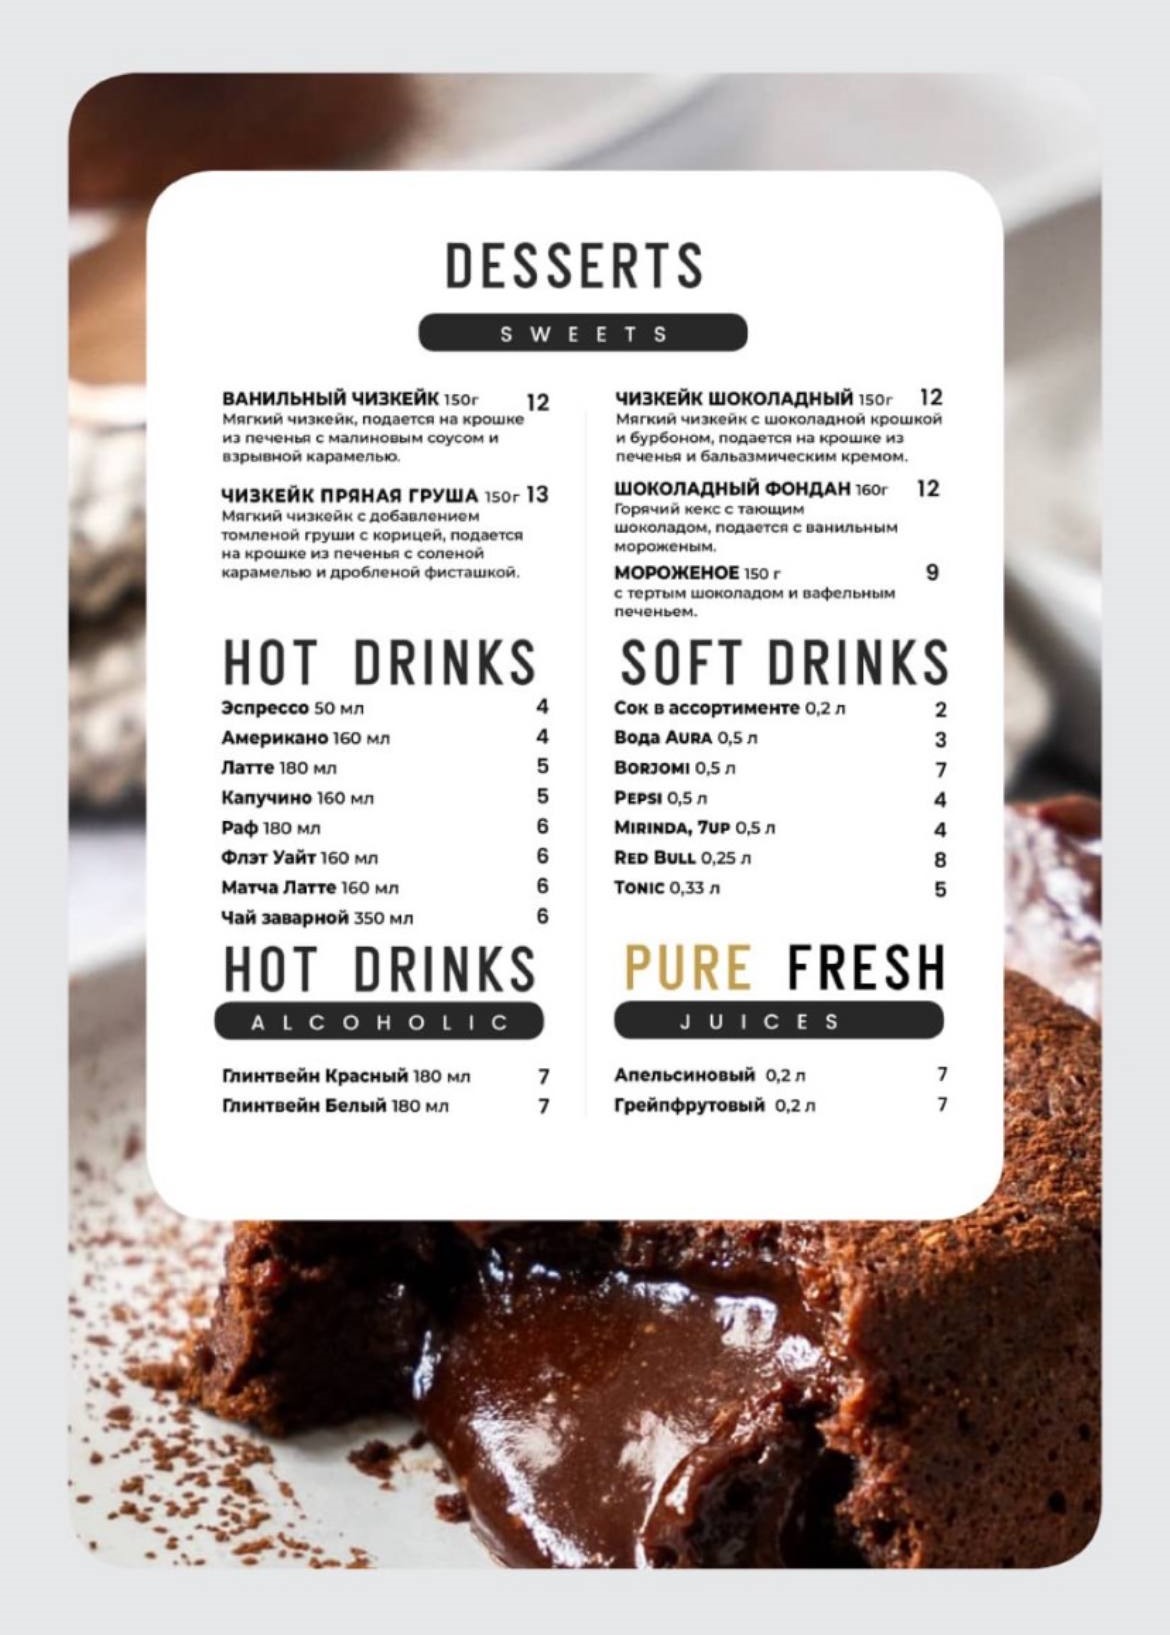 DESSERTS
SWEETS
ВАНИЛЬНЫЙ ЧИЗКЕЙК 150г 12
Мягкий чизкейк, подается на крошке
из печенья с малиновым соусом и
взрывной карамелью.
ЧИЗКЕЙК ПРЯНАЯ ГРУША 150г 13
Мягкий чизкейк с добавлением
томленой груши с корицей, подается
на крошке из печенья с соленой
карамелью и дробленой фисташкой.
ЧИЗКЕЙК ШОКОЛАДНЫЙ 150г 12
Мягкий чизкейк с шоколадной крошкой
и бурбоном, подается на крошке из
печенья и бальазмическим кремом.
ШОКОЛАДНЫЙ ФОНДАН 160г 12
Горячий кекс с тающим
шоколадом, подается с ванильным
мороженым.
МОРОЖЕНОЕ 150 г 9
с тертым шоколадом и вафельным
печеньем.
HOT DRINKS
Эспрессо 50 мл 4
Американо 160 мл 4
Латте 180 мл 5
Капучино 160 мл 5
Раф 180 мл 6
Флэт Уайт 160 мл 6
Матча Латте 160 мл 6
Чай заварной 350 мл 6
SOFT DRINKS
Сок в ассортименте 0,2 л 2
Вода AURA 0,5 л 3
BORJOMI 0,5 л 7
PEPSI 0,5 л 4
MIRINDA, 7UP 0,5 л 4
RED BULL 0,25 л 8
TONIC 0,33 л 5
HOT DRINKS
ALCOHOLIC
Глинтвейн Красный 180 мл 7
Глинтвейн Белый 180 мл 7
PURE FRESH
JUICES
Апельсиновый 0,2 л 7
Грейпфрутовый 0,2 л 7